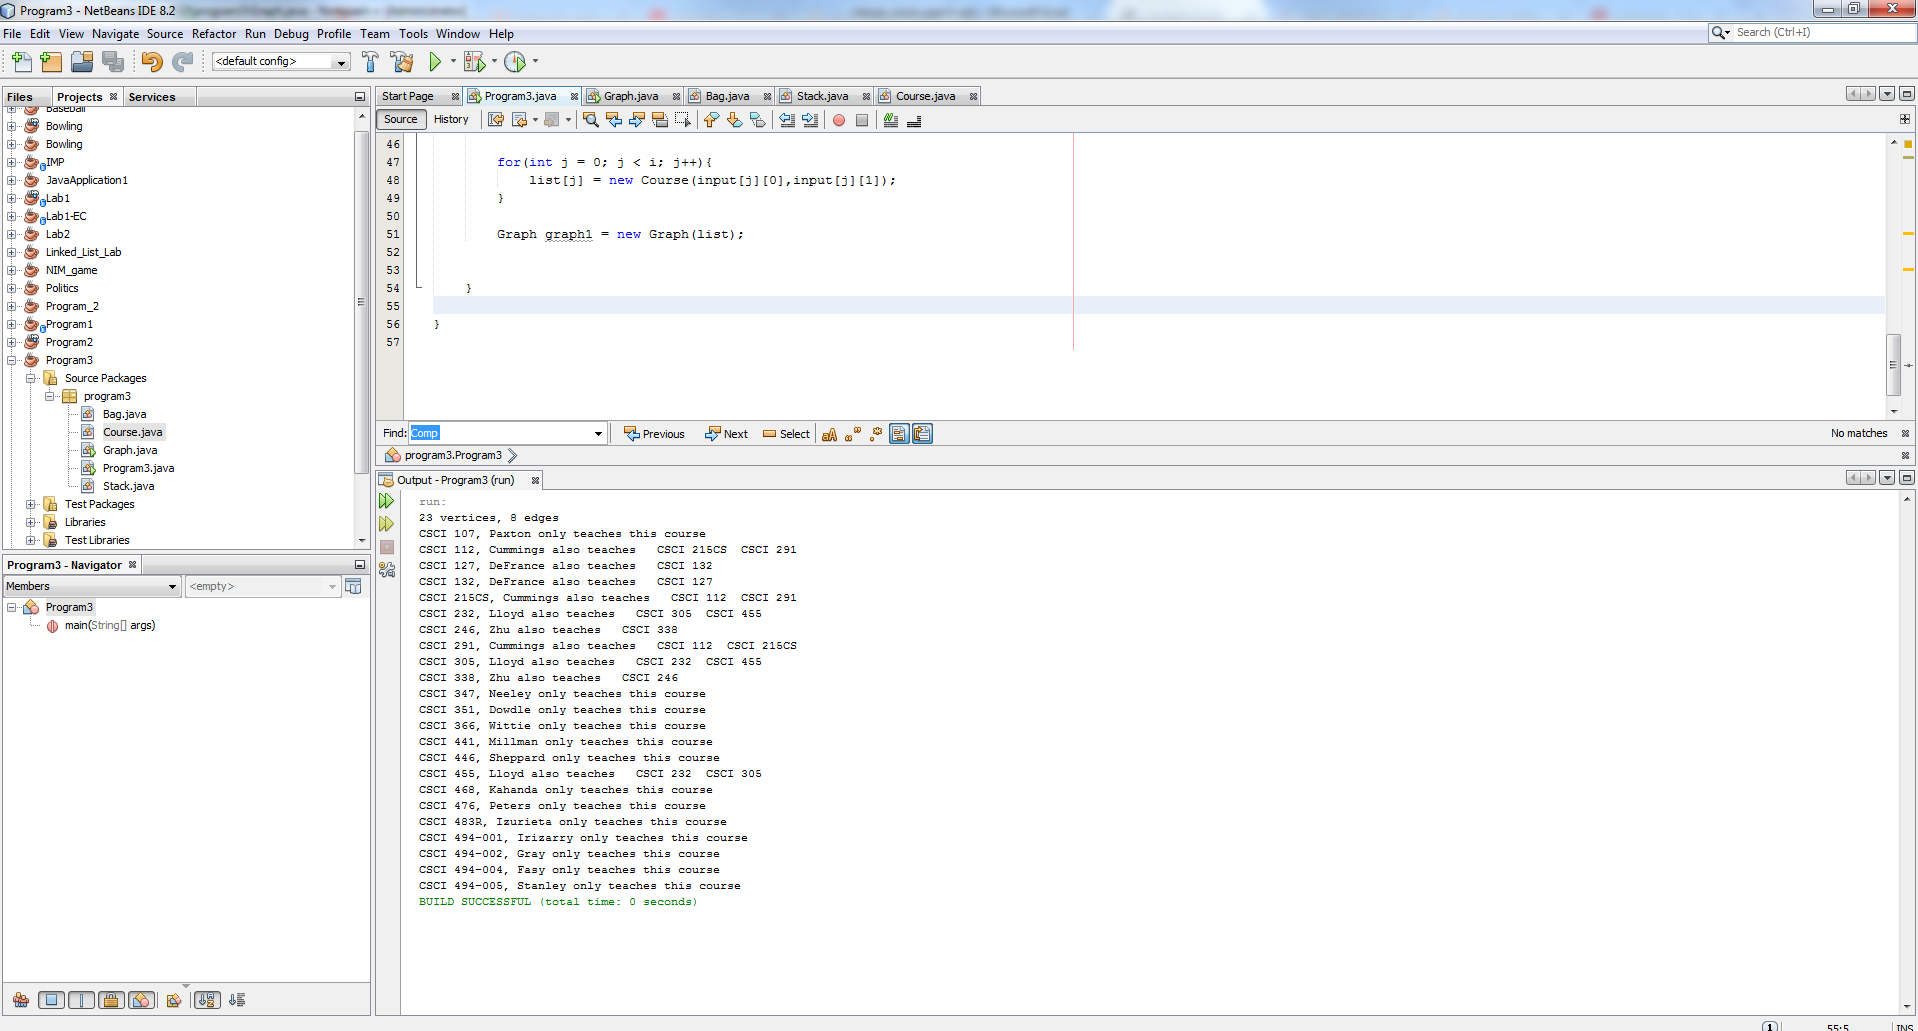 Program3 - NetBeans IDE 8.2
File Edit View Navigate Source Refactor Run Debug Profile Team Tools Window Help
Search (Ctrl+I)
<default config>
Files Projects Services
Baseball
Bowling
Bowling
IMP
JavaApplication1
Lab1
Lab1-EC
Lab2
Linked_List_Lab
NIM_game
Politics
Program_2
Program1
Program2
Program3
Source Packages
program3
Bag.java
Course.java
Graph.java
Program3.java
Stack.java
Test Packages
Libraries
Test Libraries
Program3 - Navigator
Members <empty>
Program3
main(String[] args)
Start Page Program3.java Graph.java Bag.java Stack.java Course.java
Source History
46
47 for(int j = 0; j < i; j++){
48 list[j] = new Course(input[j][0],input[j][1]);
49 }
50
51 Graph graph1 = new Graph(list);
52
53
54 }
55
56 }
57
Find: Comp Previous Next Select No matches
program3.Program3
Output - Program3 (run)
run:
23 vertices, 8 edges
CSCI 107, Paxton only teaches this course
CSCI 112, Cummings also teaches   CSCI 215CS  CSCI 291
CSCI 127, DeFrance also teaches   CSCI 132
CSCI 132, DeFrance also teaches   CSCI 127
CSCI 215CS, Cummings also teaches   CSCI 112  CSCI 291
CSCI 232, Lloyd also teaches   CSCI 305  CSCI 455
CSCI 246, Zhu also teaches   CSCI 338
CSCI 291, Cummings also teaches   CSCI 112  CSCI 215CS
CSCI 305, Lloyd also teaches   CSCI 232  CSCI 455
CSCI 338, Zhu also teaches   CSCI 246
CSCI 347, Neeley only teaches this course
CSCI 351, Dowdle only teaches this course
CSCI 366, Wittie only teaches this course
CSCI 441, Millman only teaches this course
CSCI 446, Sheppard only teaches this course
CSCI 455, Lloyd also teaches   CSCI 232  CSCI 305
CSCI 468, Kahanda only teaches this course
CSCI 476, Peters only teaches this course
CSCI 483R, Izurieta only teaches this course
CSCI 494-001, Irizarry only teaches this course
CSCI 494-002, Gray only teaches this course
CSCI 494-004, Fasy only teaches this course
CSCI 494-005, Stanley only teaches this course
BUILD SUCCESSFUL (total time: 0 seconds)
1 55:5 INS